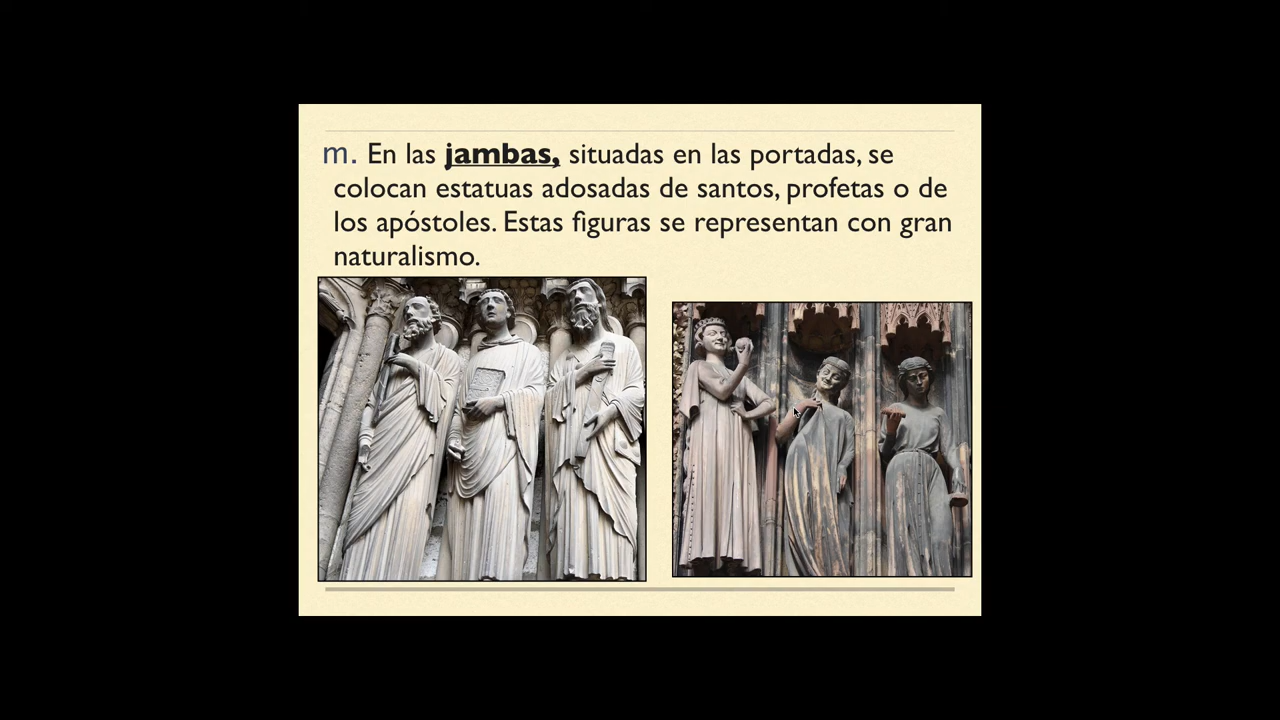 m. En las jambas, situadas en las portadas, se
colocan estatuas adosadas de santos, profetas o de
los apóstoles. Estas figuras se representan con gran
naturalismo.